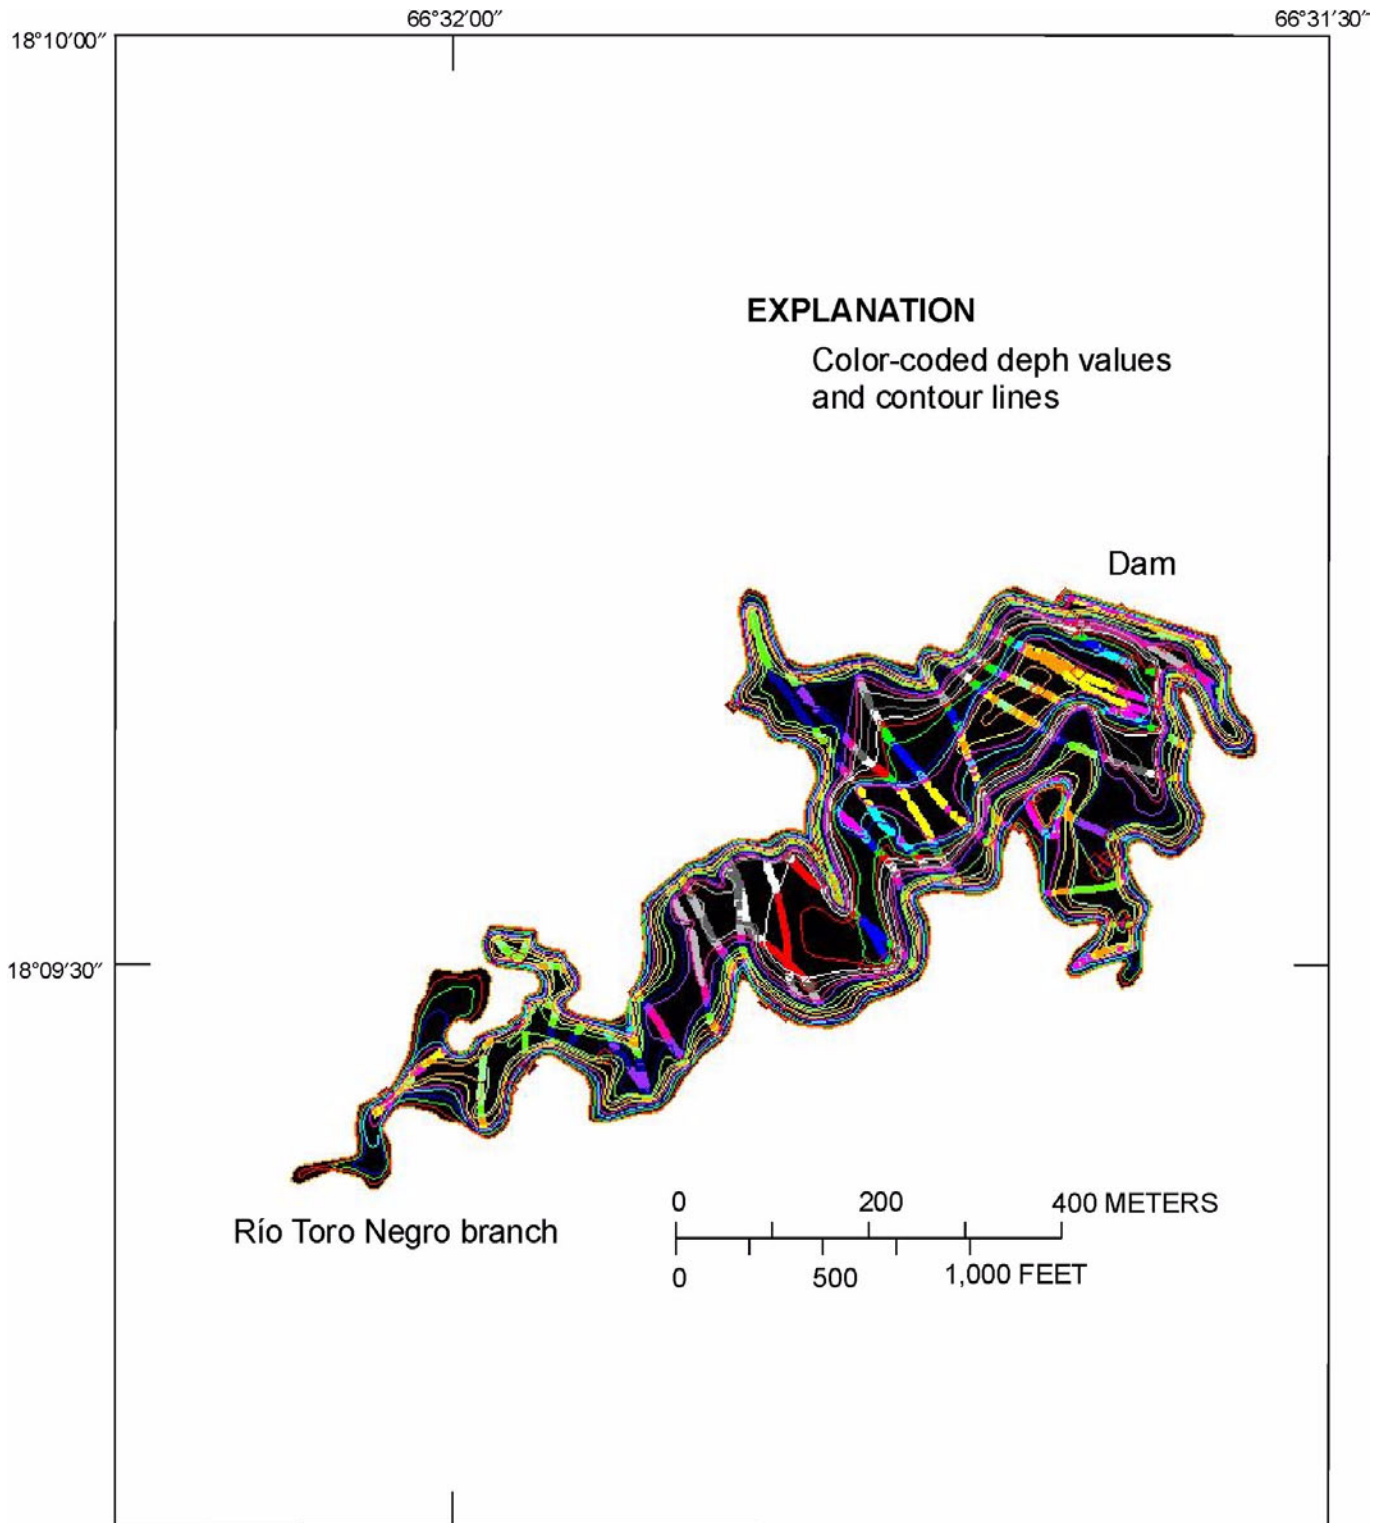 66°32′00″
66°31′30″
18°10′00″
EXPLANATION
Color-coded deph values
and contour lines
Dam
18°09′30″
Río Toro Negro branch
0 200 400 METERS
0 500 1,000 FEET